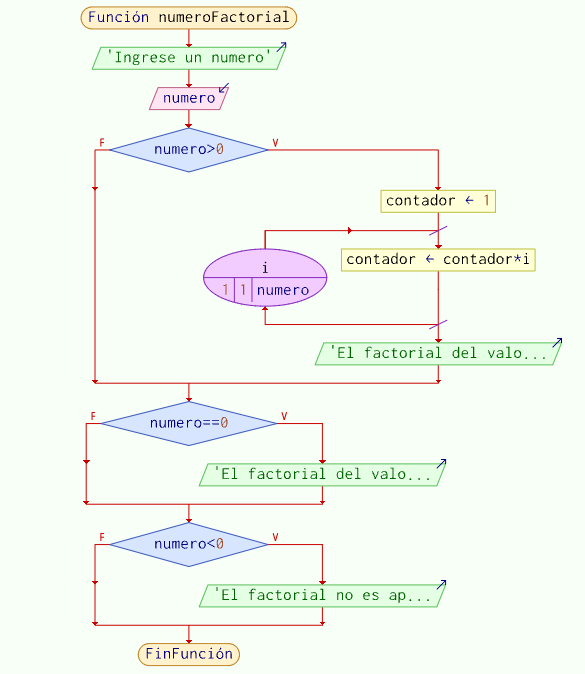 Función numeroFactorial
'Ingrese un numero'
numero
F
numero>0
V
contador ← 1
i
1 1 numero
contador ← contador*i
'El factorial del valo...
F
numero==0
V
'El factorial del valo...
F
numero<0
V
'El factorial no es ap...
FinFunción